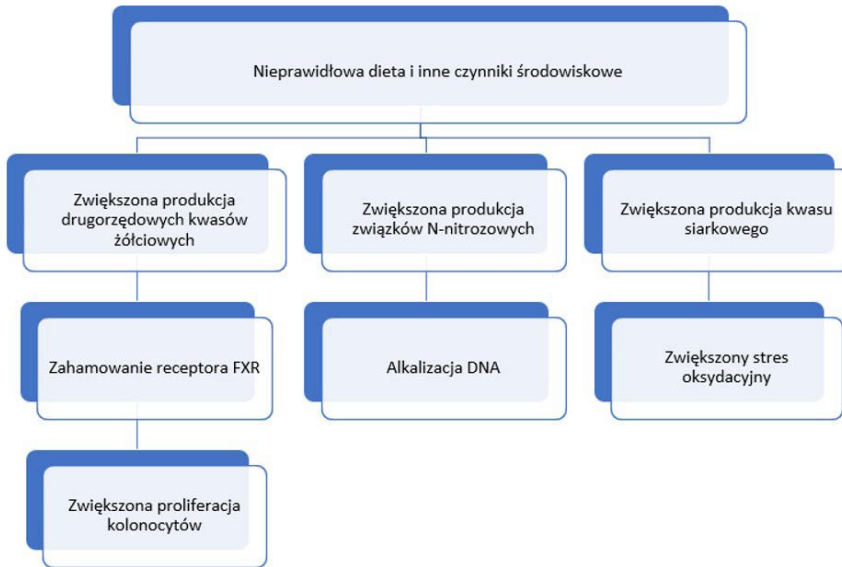 Nieprawidłowa dieta i inne czynniki środowiskowe
Zwiększona produkcja
drugorzędowych kwasów
żółciowych
Zwiększona produkcja
związków N-nitrozowych
Zwiększona produkcja kwasu
siarkowego
Zahamowanie receptora FXR
Alkalizacja DNA
Zwiększony stres
oksydacyjny
Zwiększona proliferacja
kolonocytów